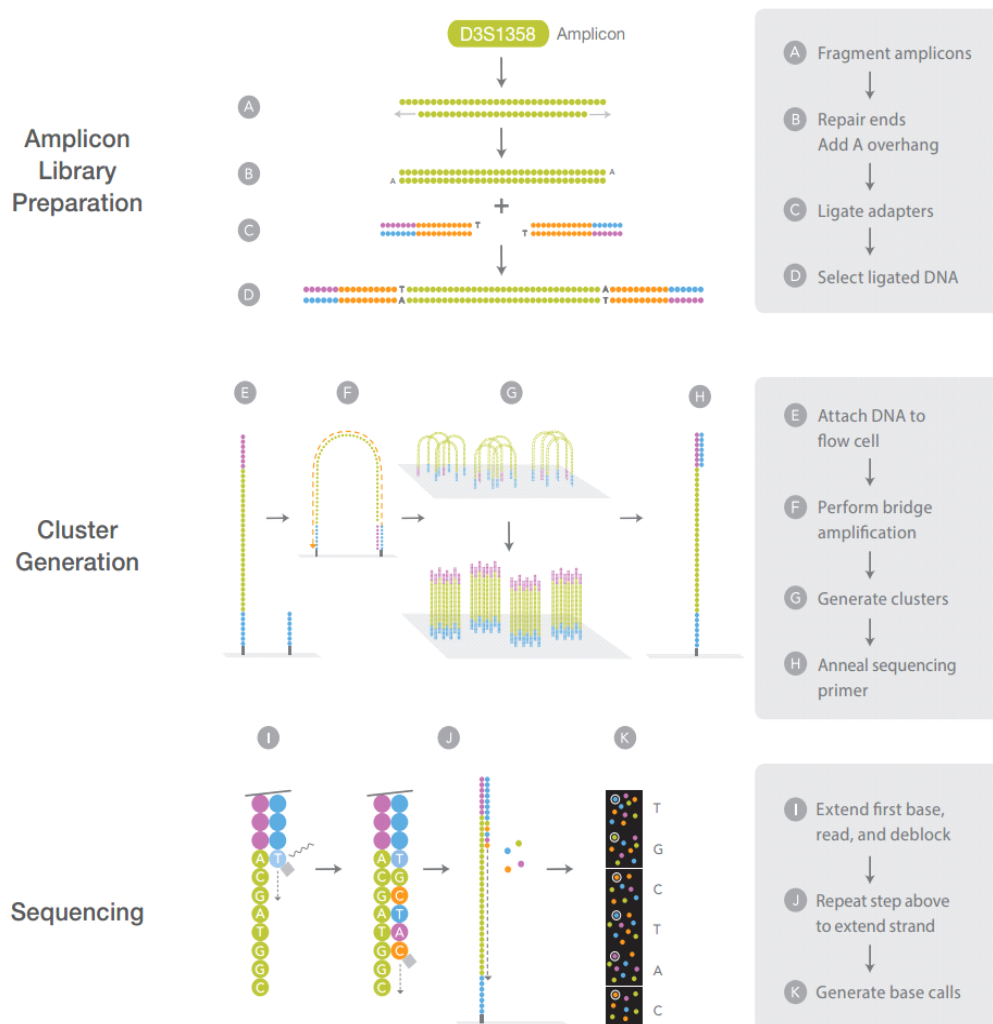 D3S1358 Amplicon
Amplicon
Library
Preparation
A
B
A
A
+
C
T
T
D
T
A
A
T
A Fragment amplicons
B Repair ends
Add A overhang
C Ligate adapters
D Select ligated DNA
Cluster
Generation
E
F
G
H
E Attach DNA to
flow cell
F Perform bridge
amplification
G Generate clusters
H Anneal sequencing
primer
Sequencing
I
J
K
A T
C
G
A
T
G
G
C
A T
C G
G C
A T
T A
G C
G
C
T
G
C
T
A
C
I Extend first base,
read, and deblock
J Repeat step above
to extend strand
K Generate base calls